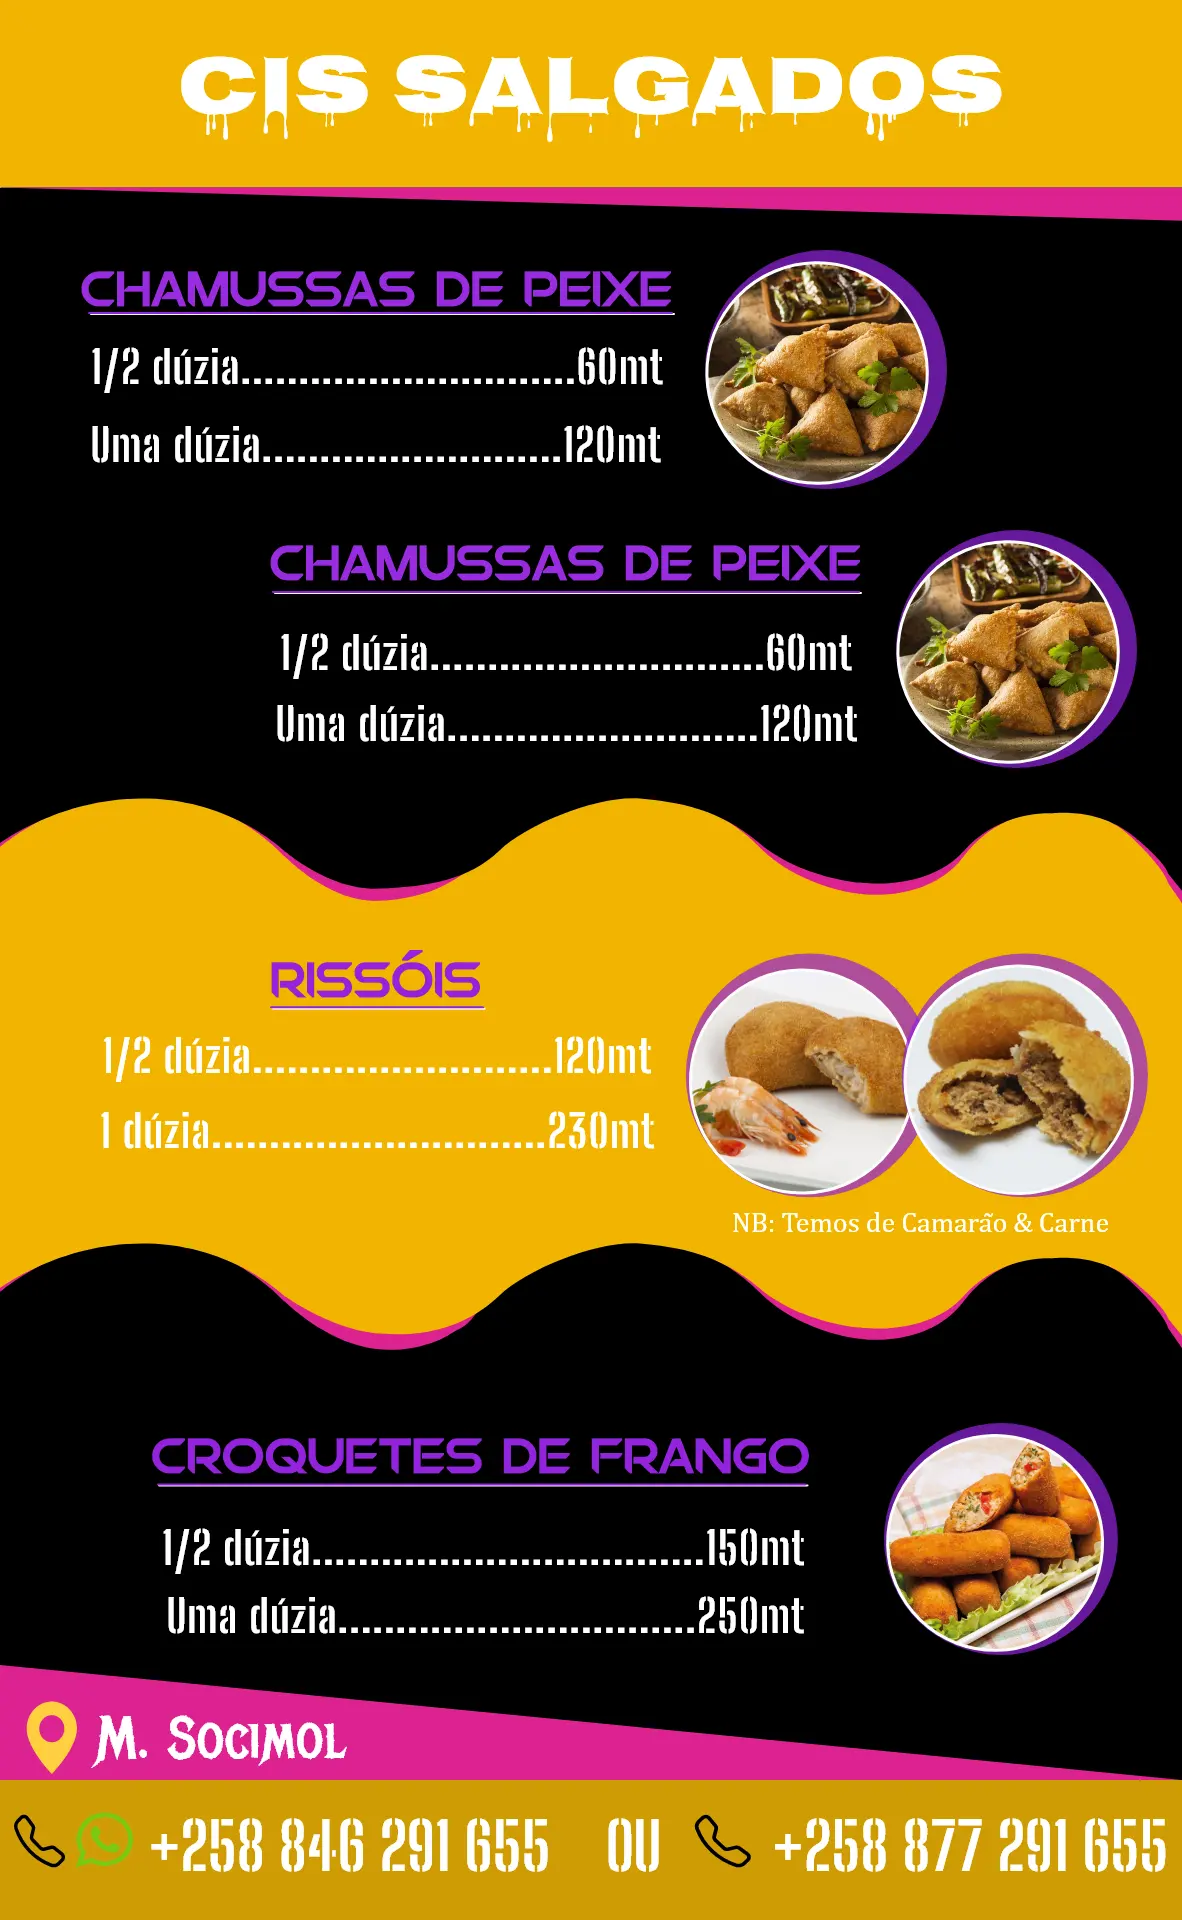 CIS SALGADOS
CHAMUSSAS DE PEIXE
1/2 dúzia.............................60mt
Uma dúzia..........................120mt
CHAMUSSAS DE PEIXE
1/2 dúzia.............................60mt
Uma dúzia...........................120mt
RISSÓIS
1/2 dúzia..........................120mt
1 dúzia.............................230mt
NB: Temos de Camarão & Carne
CROQUETES DE FRANGO
1/2 dúzia..................................150mt
Uma dúzia...............................250mt
M. SOCIMOL
+258 846 291 655 OU +258 877 291 655